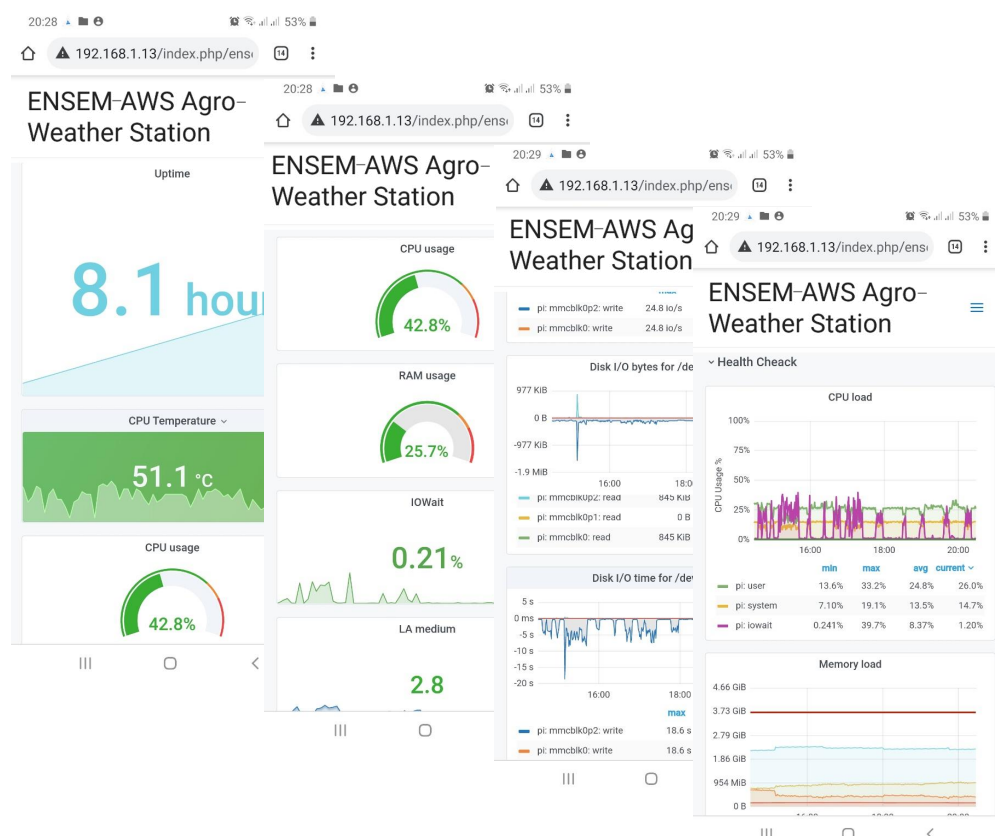 20:28 53%
192.168.1.13/index.php/ense 14
ENSEM-AWS Agro-
Weather Station
Uptime
8.1 hou
CPU Temperature
51.1 °C
CPU usage
42.8%
20:28 53%
192.168.1.13/index.php/ense 14
ENSEM-AWS Agro-
Weather Station
CPU usage
42.8%
RAM usage
25.7%
IOWait
0.21%
LA medium
2.8
20:29 53%
192.168.1.13/index.php/ense 14
ENSEM-AWS Ag
Weather Station
pi: mmcblk0p2: write 24.8 io/s
pi: mmcblk0: write 24.8 io/s
Disk I/O bytes for /de
977 KiB
0 B
-977 KiB
-1.9 MiB
16:00 18:0
pi: mmcblk0p2: read 845 KiB
pi: mmcblk0p1: read 0 B
pi: mmcblk0: read 845 KiB
Disk I/O time for /de
5 s
0 ms
-5 s
-10 s
-15 s
-20 s
16:00 18:00
max
pi: mmcblk0p2: write 18.6 s
pi: mmcblk0: write 18.6 s
20:29 53%
192.168.1.13/index.php/ense 14
ENSEM-AWS Agro-
Weather Station
Health Cheack
CPU load
CPU Usage %
100%
75%
50%
25%
0%
16:00 18:00 20:00
min max avg current
pi: user 13.6% 33.2% 24.8% 26.0%
pi: system 7.10% 19.1% 13.5% 14.7%
pi: iowait 0.241% 39.7% 8.37% 1.20%
Memory load
4.66 GiB
3.73 GiB
2.79 GiB
1.86 GiB
954 MiB
0 B